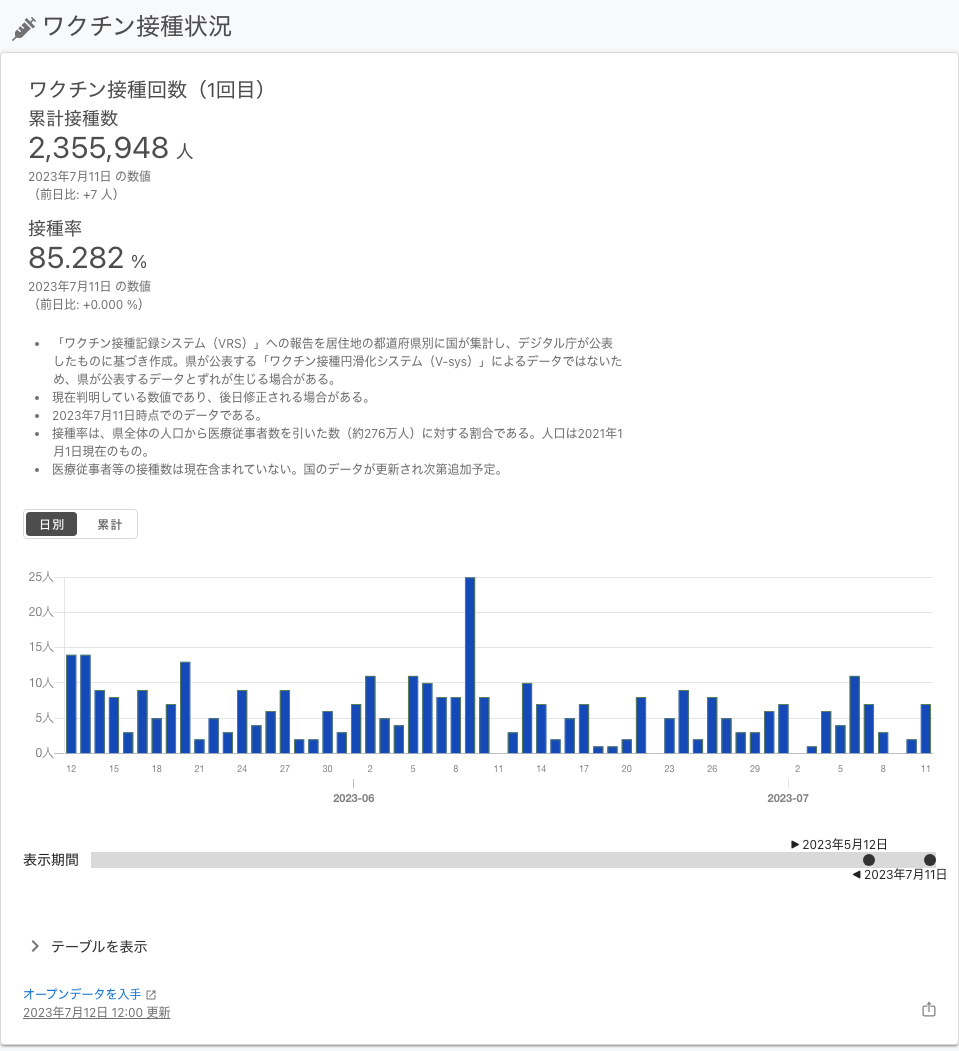 ワクチン接種状況
ワクチン接種回数（1回目）
累計接種数
2,355,948 人
2023年7月11日 の数値
（前日比: +7 人）
接種率
85.282 %
2023年7月11日 の数値
（前日比: +0.000 %）
• 「ワクチン接種記録システム（VRS）」への報告を居住地の都道府県別に国が集計し、デジタル庁が公表
したものに基づき作成。県が公表する「ワクチン接種円滑化システム（V-sys）」によるデータではないた
め、県が公表するデータとずれが生じる場合がある。
• 現在判明している数値であり、後日修正される場合がある。
• 2023年7月11日時点でのデータである。
• 接種率は、県全体の人口から医療従事者数を引いた数（約276万人）に対する割合である。人口は2021年1
月1日現在のもの。
• 医療従事者等の接種数は現在含まれていない。国のデータが更新され次第追加予定。
日別 累計
25人
20人
15人
10人
5人
0人
12 15 18 21 24 27 30 2 5 8 11 14 17 20 23 26 29 2 5 8 11
2023-06 2023-07
▶ 2023年5月12日
表示期間
◀ 2023年7月11日
テーブルを表示
オープンデータを入手
2023年7月12日 12:00 更新